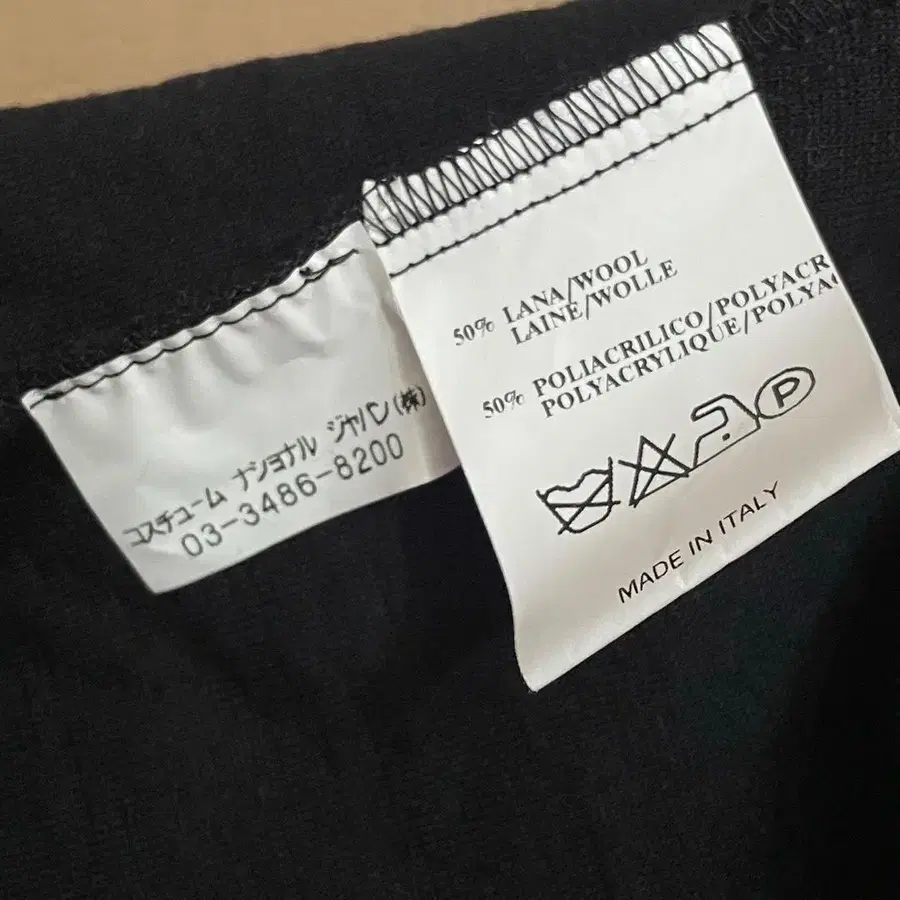 コスチューム ナショナル ジャパン(株)
03-3486-8200
50% LANA/WOOL
LAINE/WOLLE
50% POLIACRILICO/POLYACR
POLYACRYLIQUE/POLYA
P
MADE IN ITALY